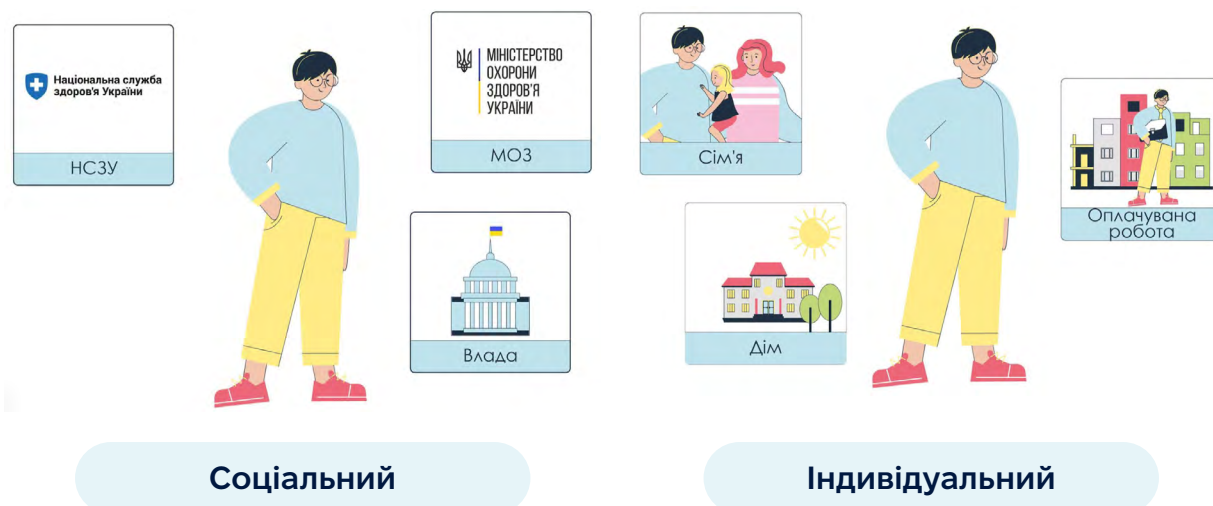 Національна служба
здоров'я України
НСЗУ
МІНІСТЕРСТВО
ОХОРОНИ
ЗДОРОВ'Я
УКРАЇНИ
МОЗ
Влада
Соціальний
Сім'я
Оплачувана
робота
Дім
Індивідуальний